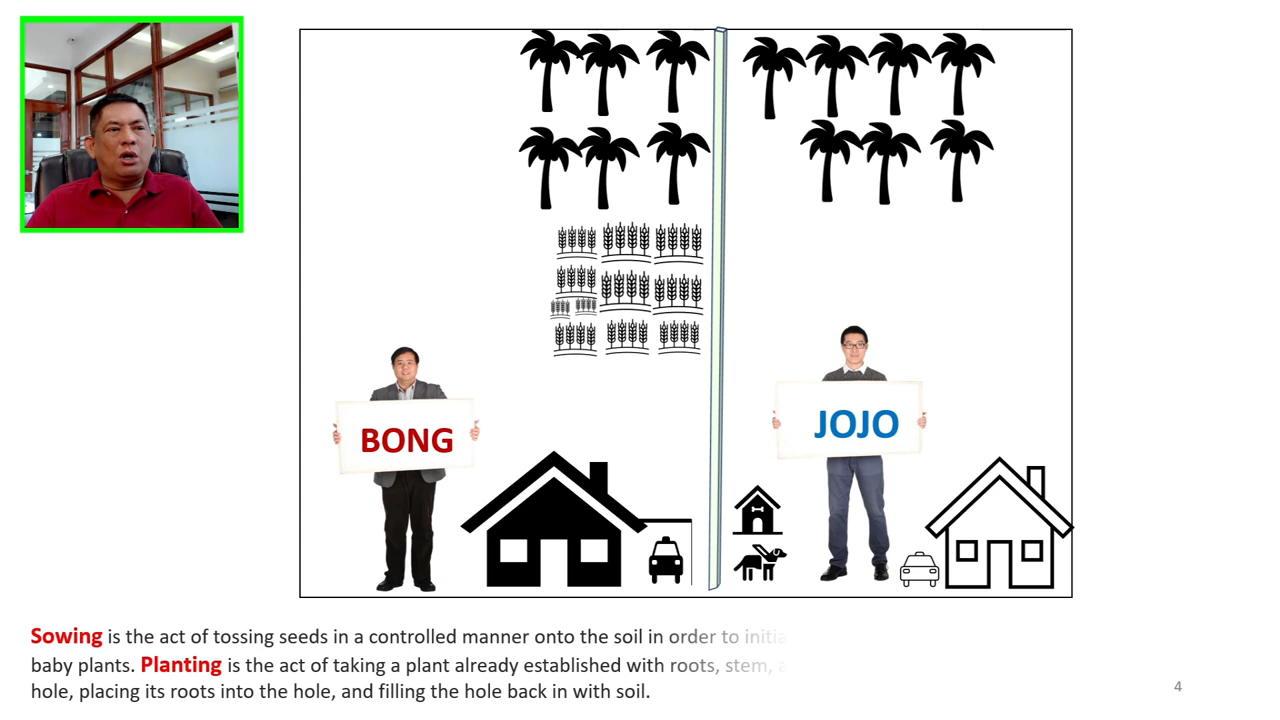 BONG
JOJO
Sowing is the act of tossing seeds in a controlled manner onto the soil in order to initia
baby plants. Planting is the act of taking a plant already established with roots, stem,
hole, placing its roots into the hole, and filling the hole back in with soil.
4